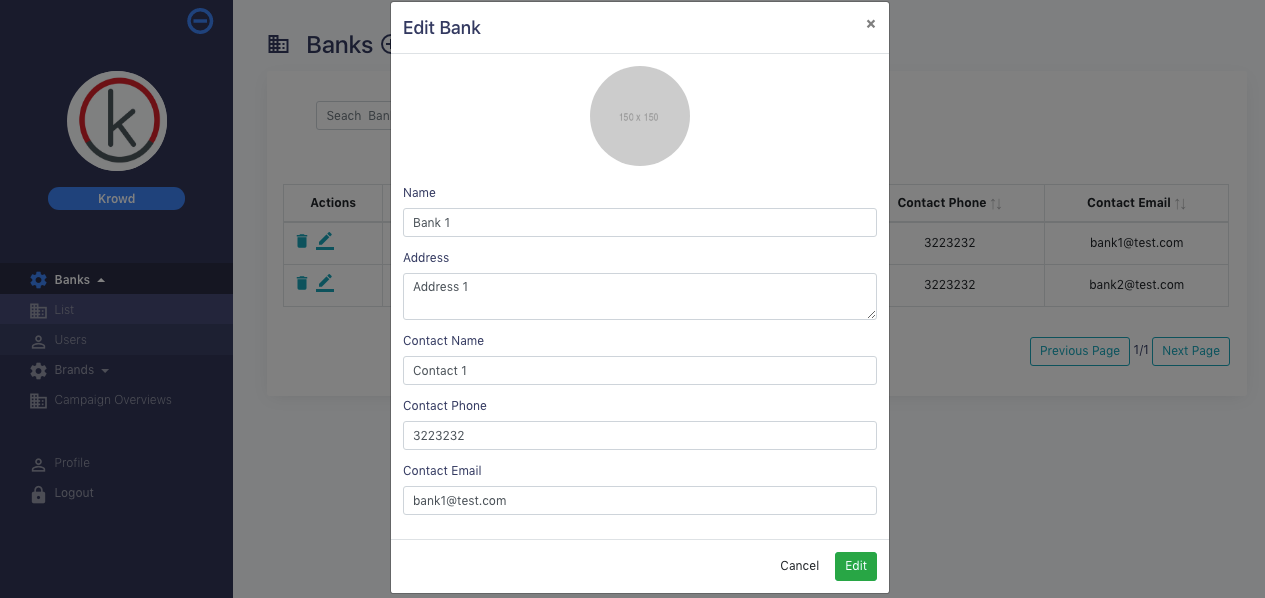 k
Krowd
Banks
List
Users
Brands
Campaign Overviews
Profile
Logout
Banks
Seach Ban
Actions
Contact Phone
Contact Email
3223232
bank1@test.com
3223232
bank2@test.com
Previous Page 1/1 Next Page
Edit Bank
×
150 x 150
Name
Bank 1
Address
Address 1
Contact Name
Contact 1
Contact Phone
3223232
Contact Email
bank1@test.com
Cancel
Edit